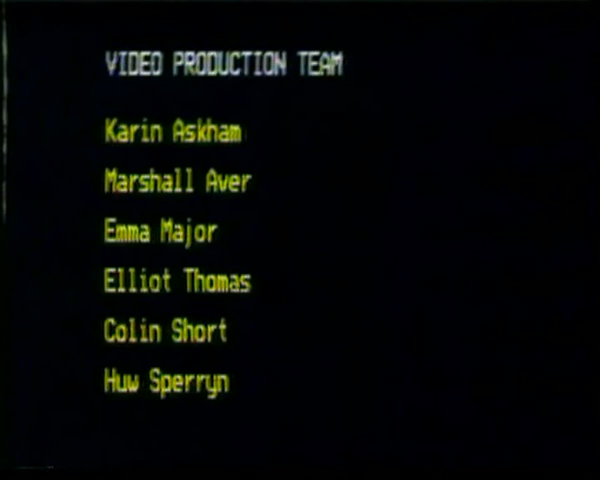 VIDEO PRODUCTION TEAM
Karin Askham
Marshall Aver
Emma Major
Elliot Thomas
Colin Short
Huw Sperryn